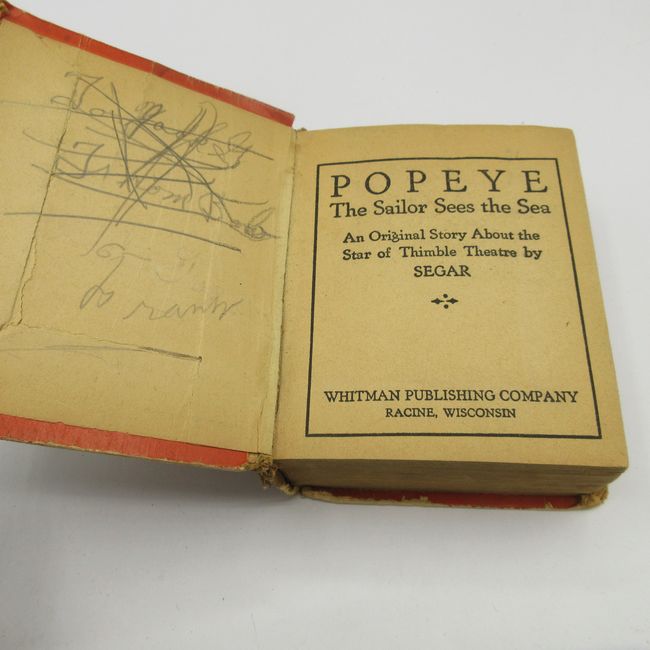 POPEYE
The Sailor Sees the Sea
An Original Story About the
Star of Thimble Theatre by
SEGAR
WHITMAN PUBLISHING COMPANY
RACINE, WISCONSIN